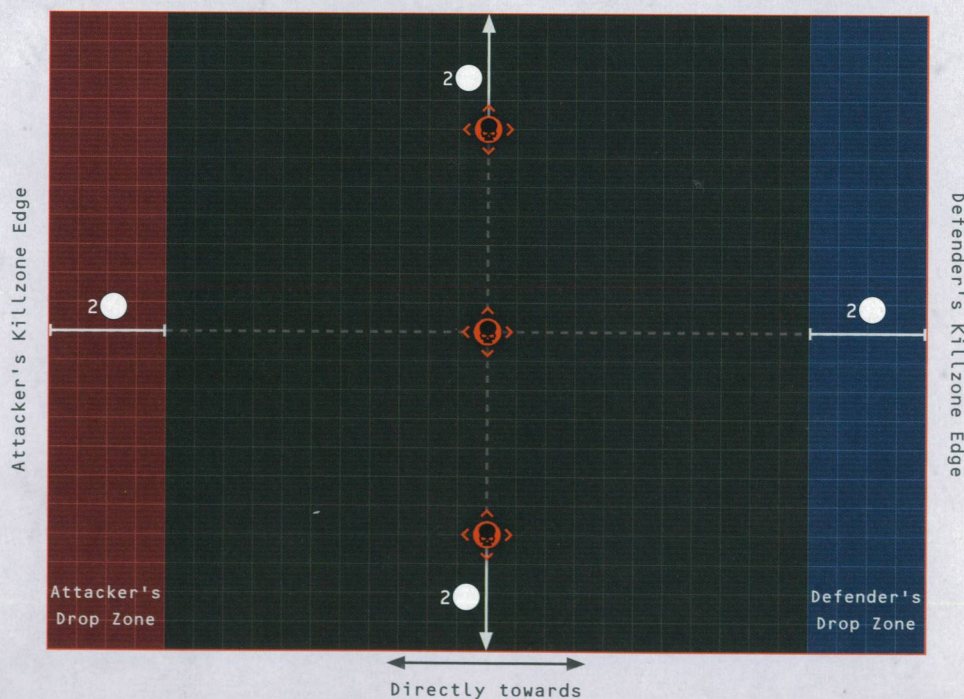 2
Attacker's Killzone Edge
Defender's Killzone Edge
2
2
2
Attacker's
Drop Zone
Defender's
Drop Zone
Directly towards